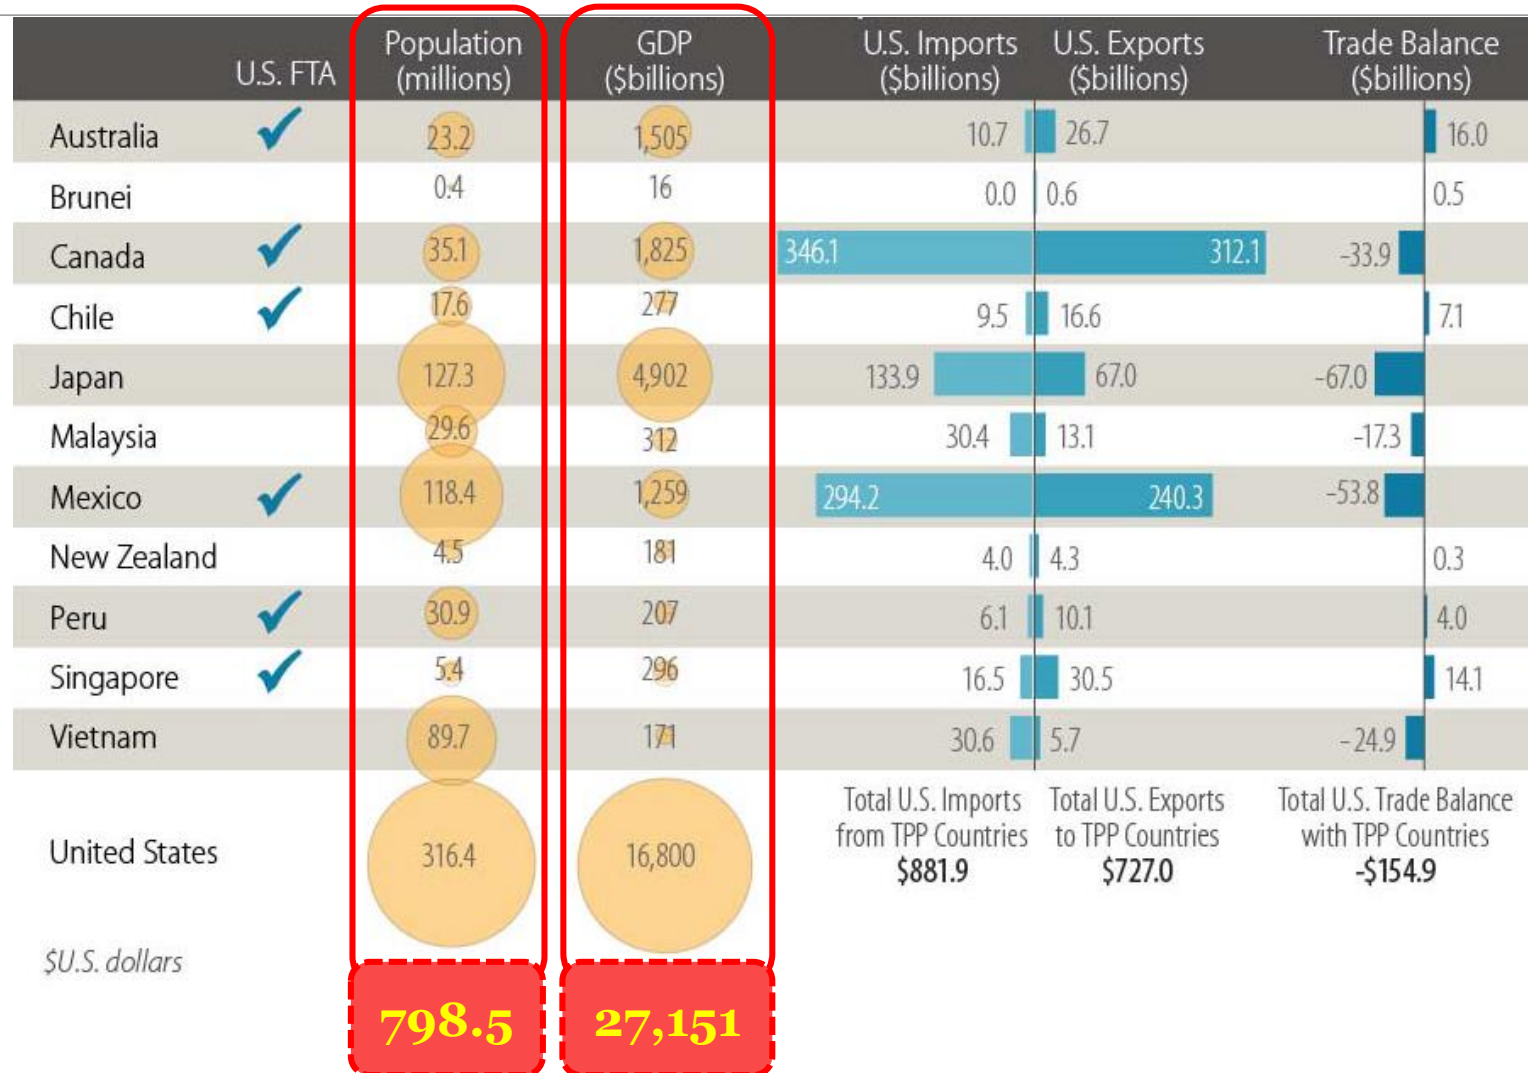 U.S. FTA
Population
(millions)
GDP
($billions)
U.S. Imports
($billions)
U.S. Exports
($billions)
Trade Balance
($billions)
Australia 23.2 1,505 10.7 26.7 16.0
Brunei 0.4 16 0.0 0.6 0.5
Canada 35.1 1,825 346.1 312.1 -33.9
Chile 17.6 277 9.5 16.6 7.1
Japan 127.3 4,902 133.9 67.0 -67.0
Malaysia 29.6 312 30.4 13.1 -17.3
Mexico 118.4 1,259 294.2 240.3 -53.8
New Zealand 4.5 181 4.0 4.3 0.3
Peru 30.9 207 6.1 10.1 4.0
Singapore 5.4 296 16.5 30.5 14.1
Vietnam 89.7 171 30.6 5.7 -24.9
United States 316.4 16,800
Total U.S. Imports
from TPP Countries
$881.9
Total U.S. Exports
to TPP Countries
$727.0
Total U.S. Trade Balance
with TPP Countries
-$154.9
$U.S. dollars
798.5 27,151